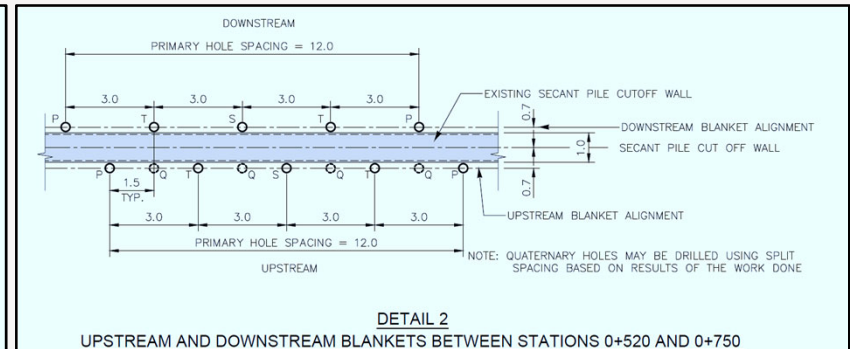 DOWNSTREAM
PRIMARY HOLE SPACING = 12.0
3.0 3.0 3.0 3.0
EXISTING SECANT PILE CUTOFF WALL
0.7
P T S T P
DOWNSTREAM BLANKET ALIGNMENT
SECANT PILE CUT OFF WALL
1.0
P Q T Q S Q T Q P
0.7
1.5
TYP.
UPSTREAM BLANKET ALIGNMENT
3.0 3.0 3.0 3.0
PRIMARY HOLE SPACING = 12.0
UPSTREAM
NOTE: QUATERNARY HOLES MAY BE DRILLED USING SPLIT
SPACING BASED ON RESULTS OF THE WORK DONE
DETAIL 2
UPSTREAM AND DOWNSTREAM BLANKETS BETWEEN STATIONS 0+520 AND 0+750